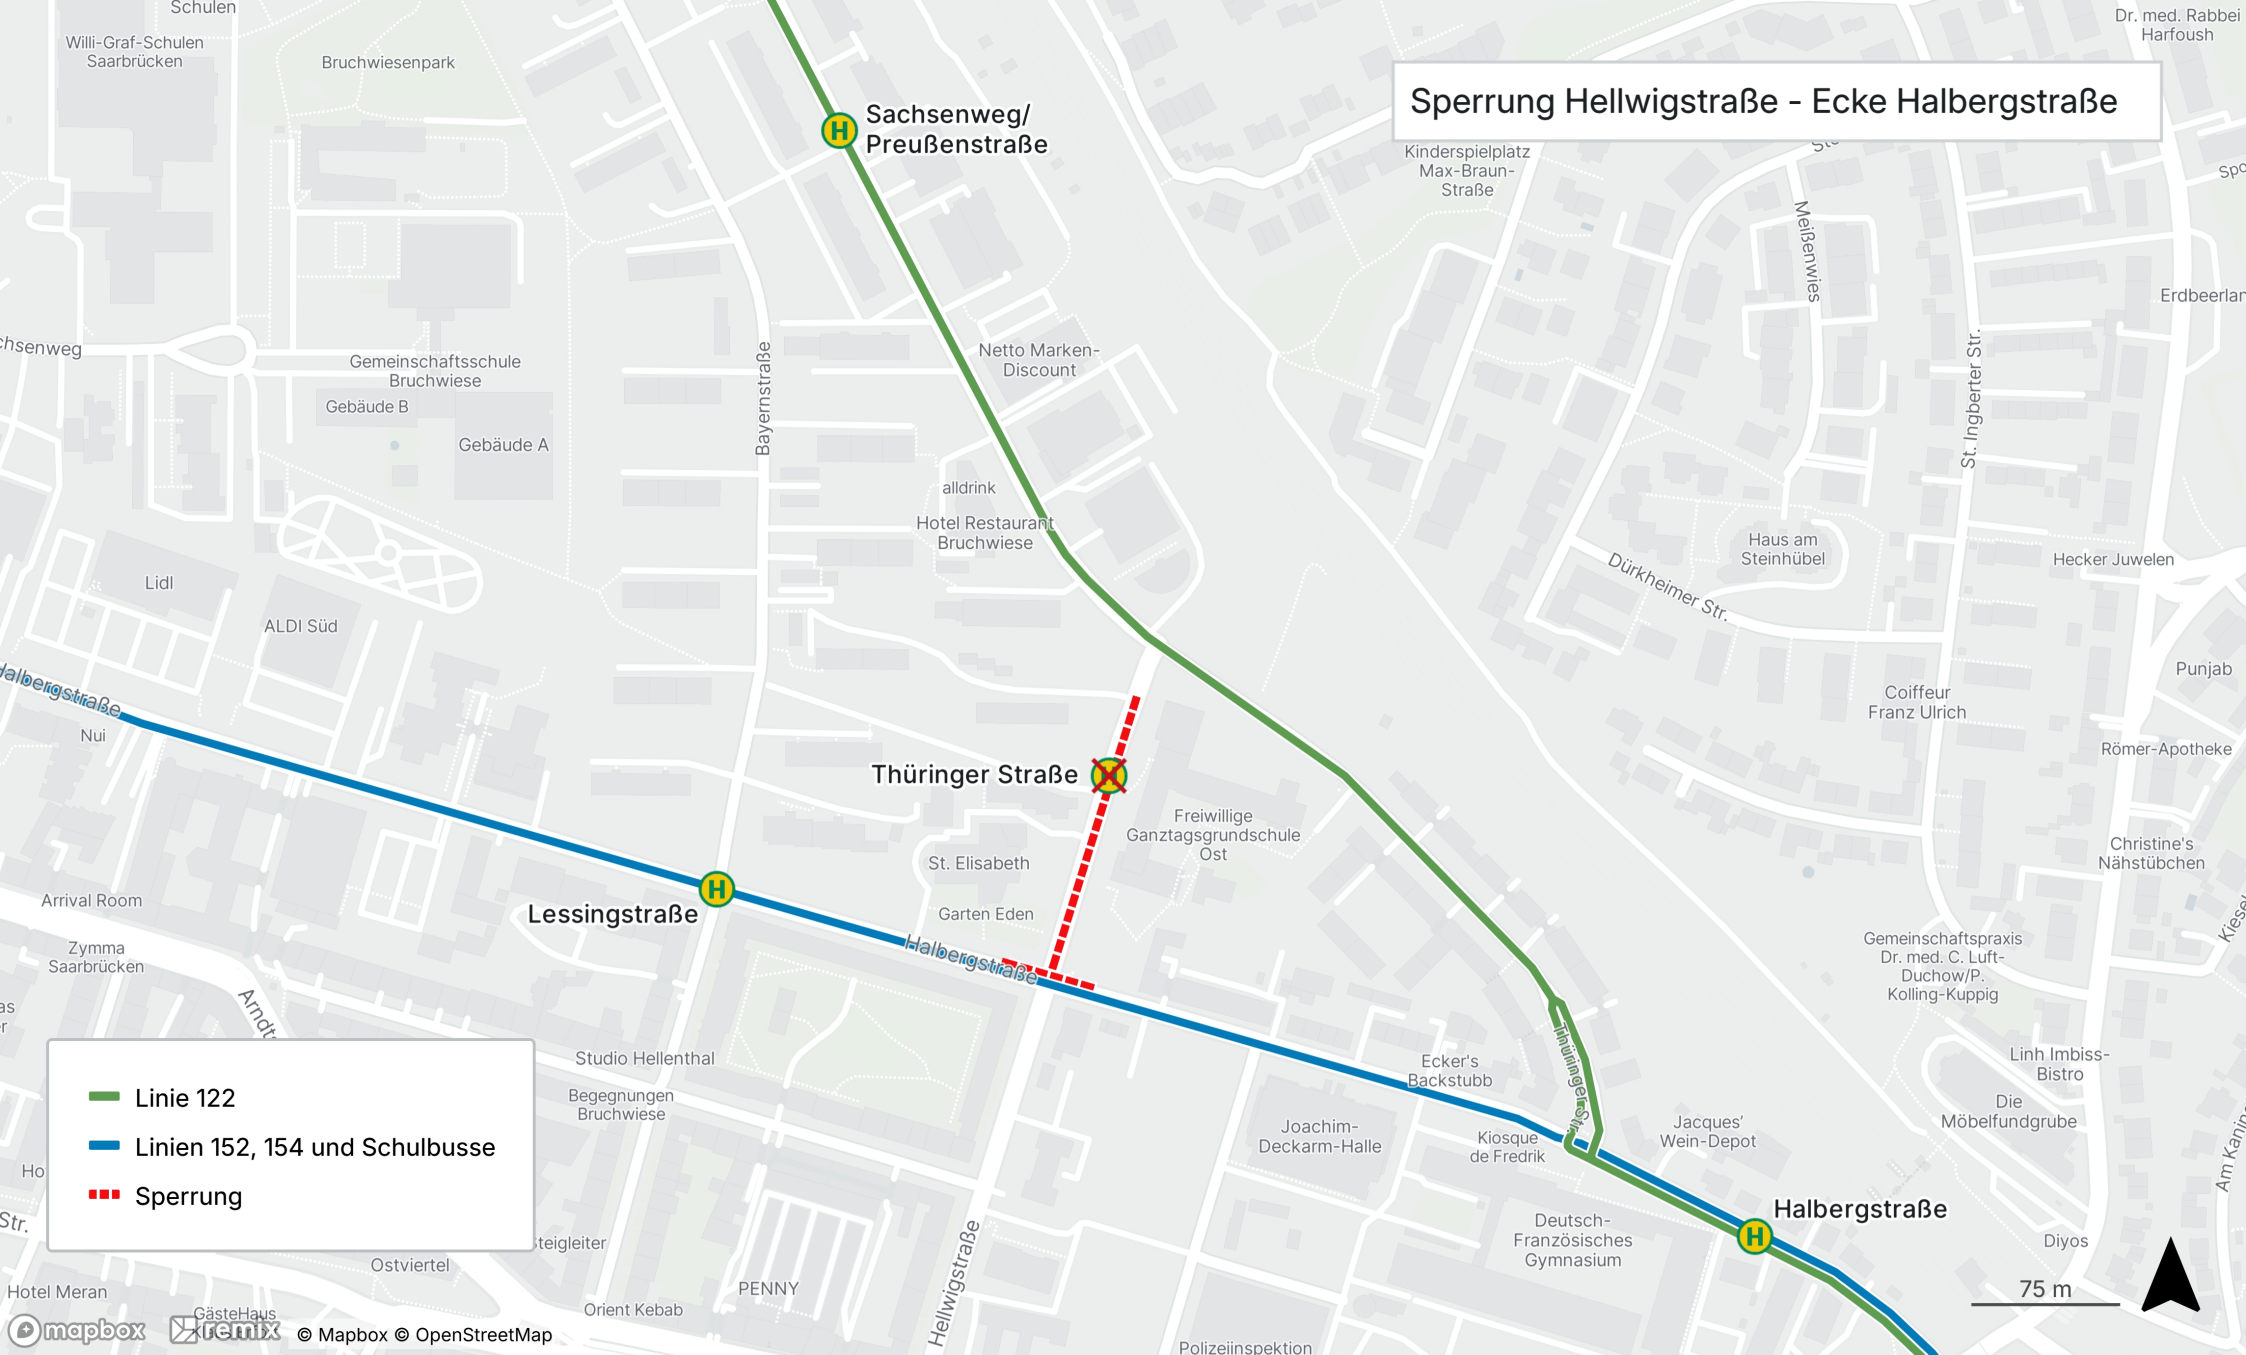 Schulen
Willi-Graf-Schulen
Saarbrücken
Bruchwiesenpark
Sachsenweg/
Preußenstraße
Dr. med. Rabbei
Harfoush
Sperrung Hellwigstraße - Ecke Halbergstraße
Kinderspielplatz
Max-Braun-
Straße
Meißenwies
Erdbeerlan
chsenweg
Gemeinschaftsschule
Bruchwiese
Gebäude B
Gebäude A
Bayernstraße
Netto Marken-
Discount
St. Ingberter Str.
alldrink
Hotel Restaurant
Bruchwiese
Haus am
Steinhübel
Hecker Juwelen
Dürkheimer Str.
Lidl
ALDI Süd
Halbergstraße
Nui
Punjab
Coiffeur
Franz Ulrich
Römer-Apotheke
Thüringer Straße
H
Freiwillige
Ganztagsgrundschule
Ost
Christine's
Nähstübchen
St. Elisabeth
H
Lessingstraße
Garten Eden
Halbergstraße
Arrival Room
Zymma
Saarbrücken
Gemeinschaftspraxis
Dr. med. C. Luft-
Duchow/P.
Kolling-Kuppig
Kiesel
Arndts
Studio Hellenthal
Begegnungen
Bruchwiese
Thüringer Str.
Ecker's
Backstubb
Linh Imbiss-
Bistro
Die
Möbelfundgrube
Joachim-
Deckarm-Halle
Kiosque
de Fredrik
Jacques’
Wein-Depot
Am Kanin
Linie 122
Linien 152, 154 und Schulbusse
Sperrung
Ho
Str.
Steigleiter
Ostviertel
Hotel Meran
GästeHaus
PENNY
Orient Kebab
Hellwigstraße
Deutsch-
Französisches
Gymnasium
H
Halbergstraße
Diyos
75 m
Polizeiinspektion
mapbox
remix
© Mapbox © OpenStreetMap